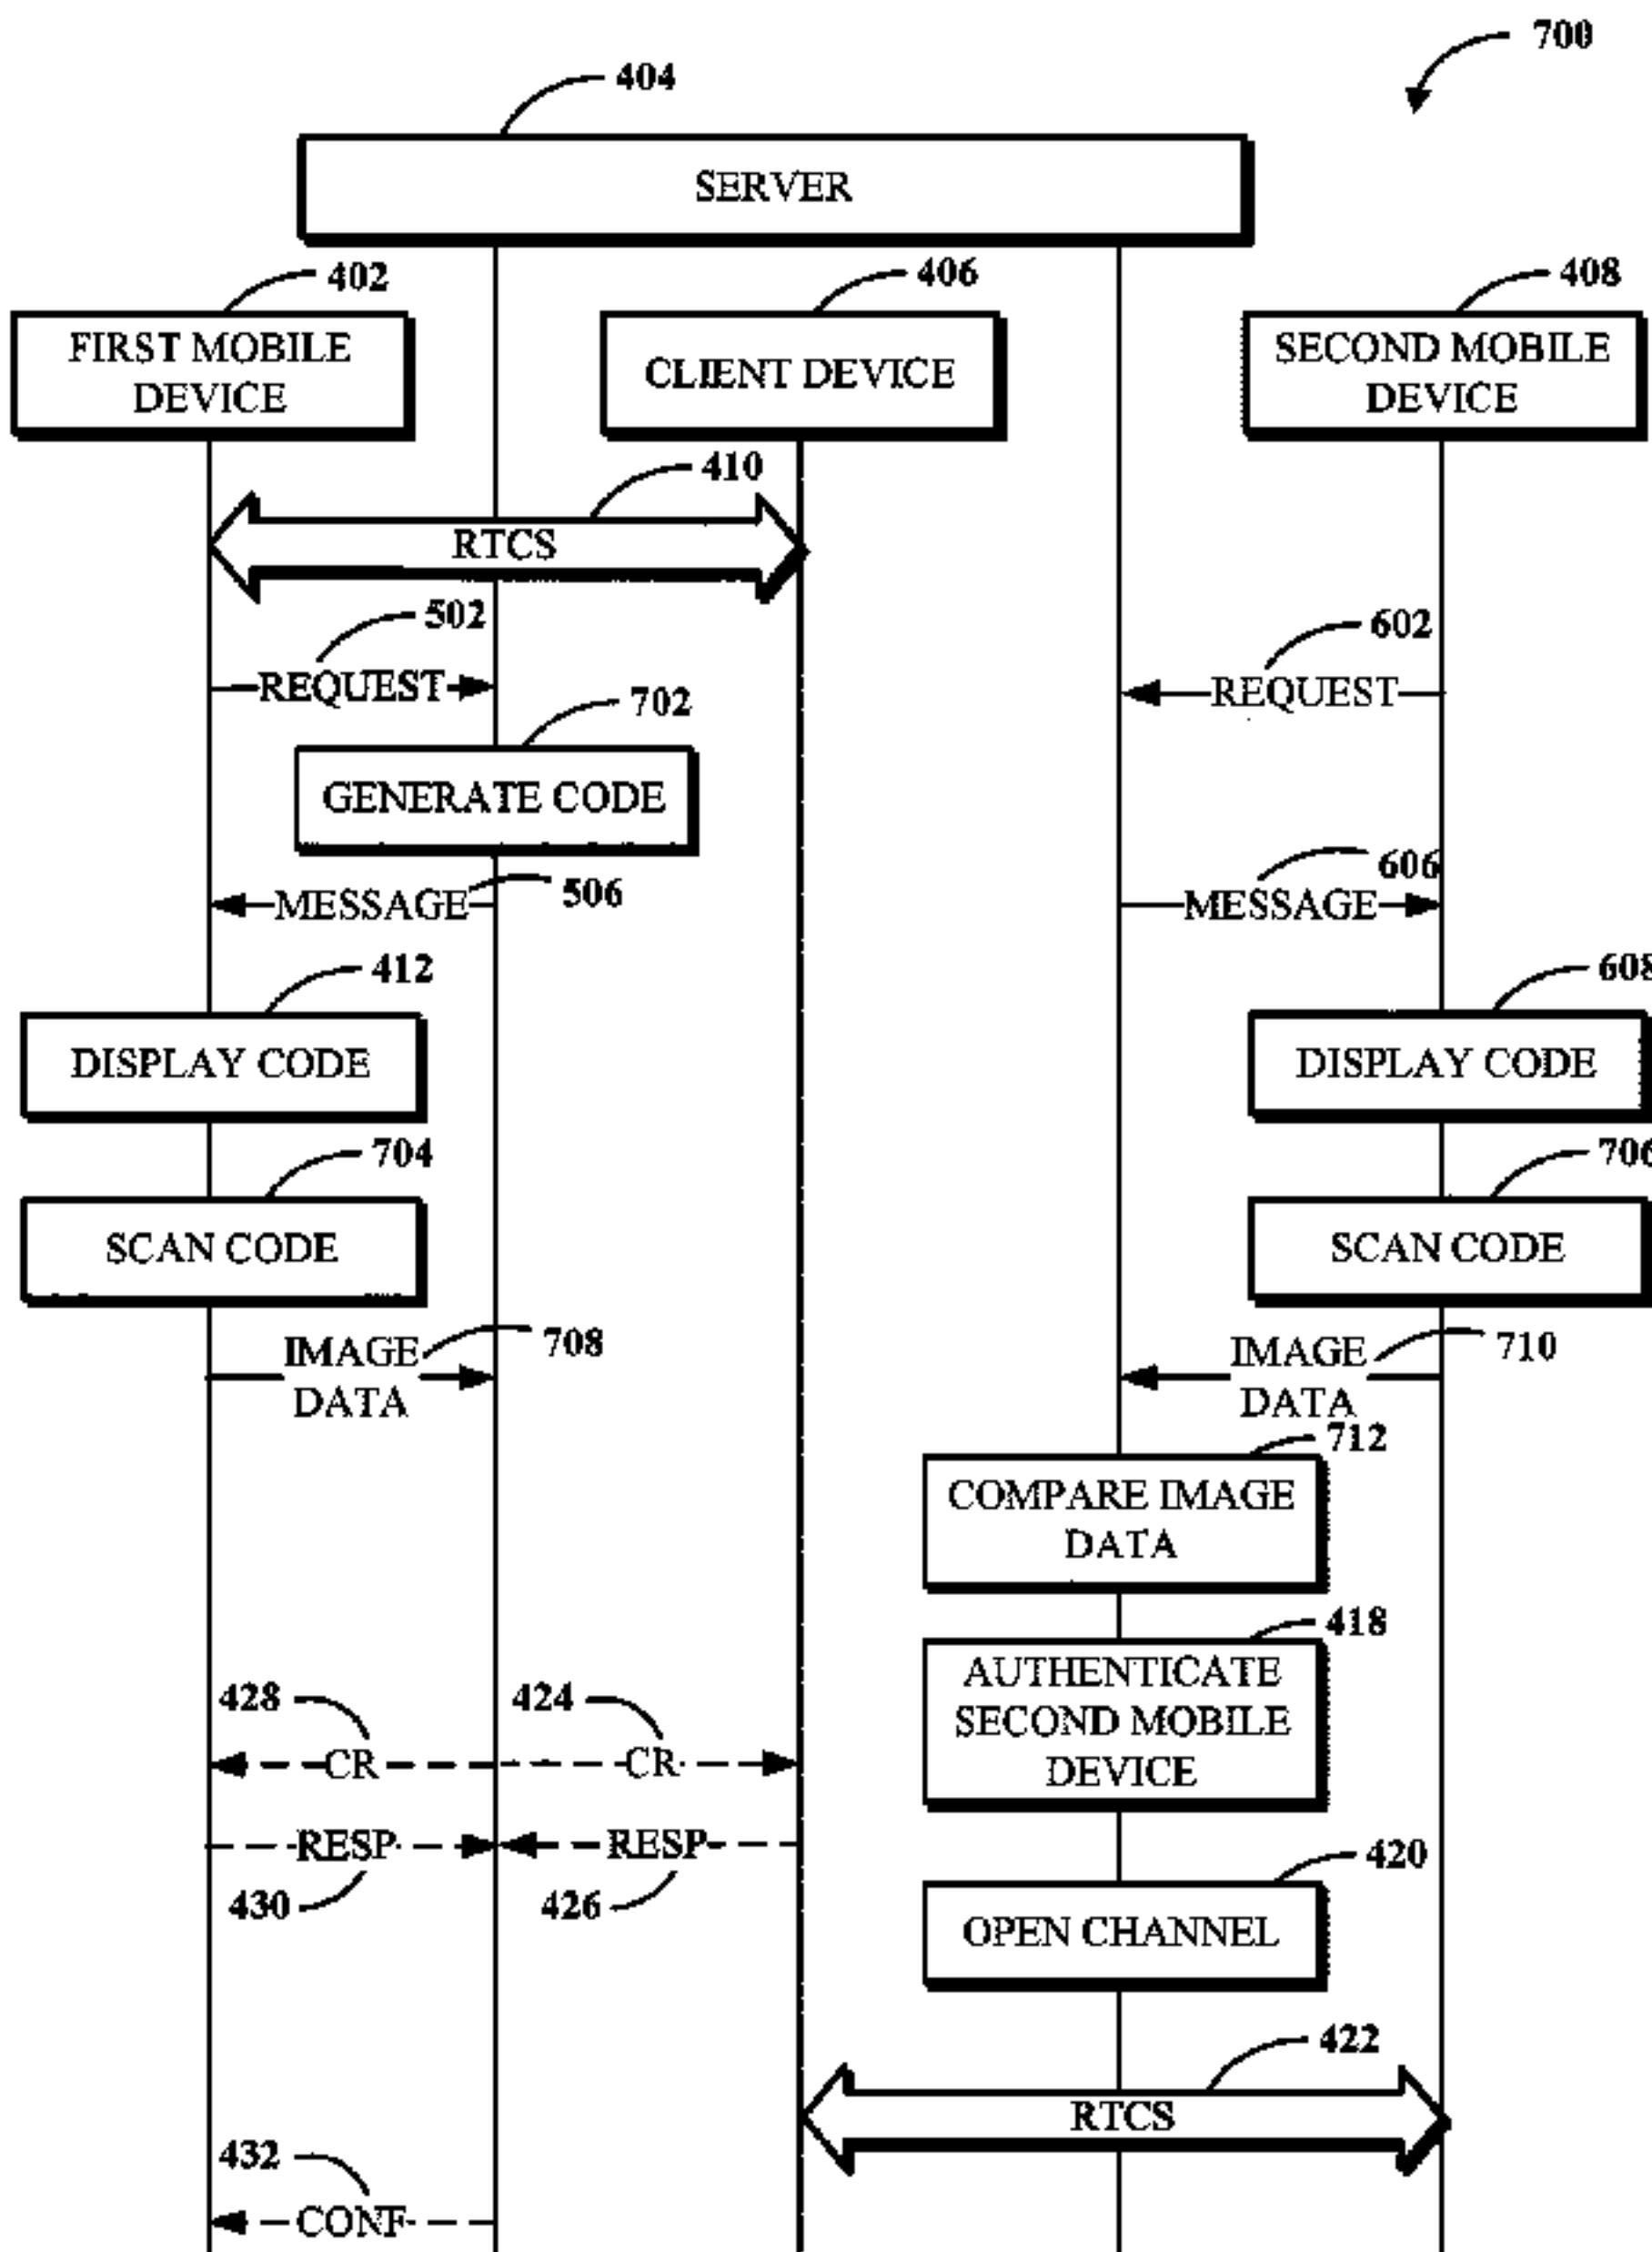 700
404
SERVER
402
406
408
FIRST MOBILE
DEVICE
CLIENT DEVICE
SECOND MOBILE
DEVICE
410
RTCS
502
602
REQUEST
REQUEST
702
GENERATE CODE
606
MESSAGE
506
MESSAGE
412
608
DISPLAY CODE
DISPLAY CODE
704
706
SCAN CODE
SCAN CODE
708
IMAGE
DATA
710
IMAGE
DATA
712
COMPARE IMAGE
DATA
418
AUTHENTICATE
SECOND MOBILE
DEVICE
428
424
CR
CR
RESP
RESP
430
426
420
OPEN CHANNEL
422
RTCS
432
CONF